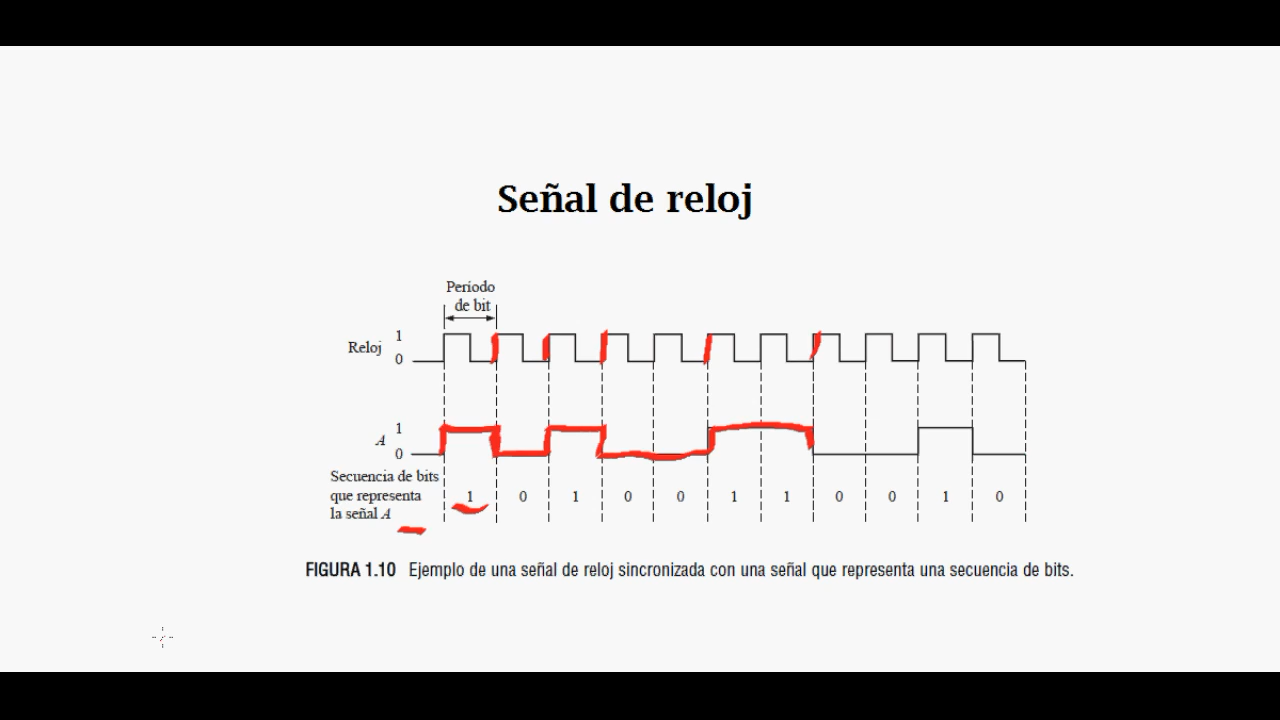 Señal de reloj
Período
de bit
1
Reloj
0
1
A
0
Secuencia de bits
que representa
la señal A
1 0 1 0 0 1 1 0 0 1 0
FIGURA 1.10 Ejemplo de una señal de reloj sincronizada con una señal que representa una secuencia de bits.